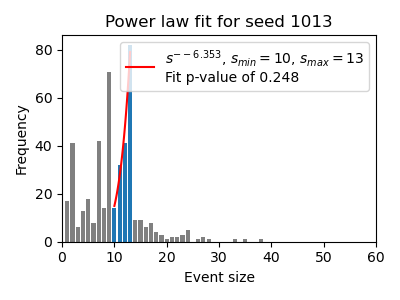 Power law fit for seed 1013
s^{--6.353}, s_{min} = 10, s_{max} = 13
Fit p-value of 0.248
Frequency
80
60
40
20
0
0 10 20 30 40 50 60
Event size